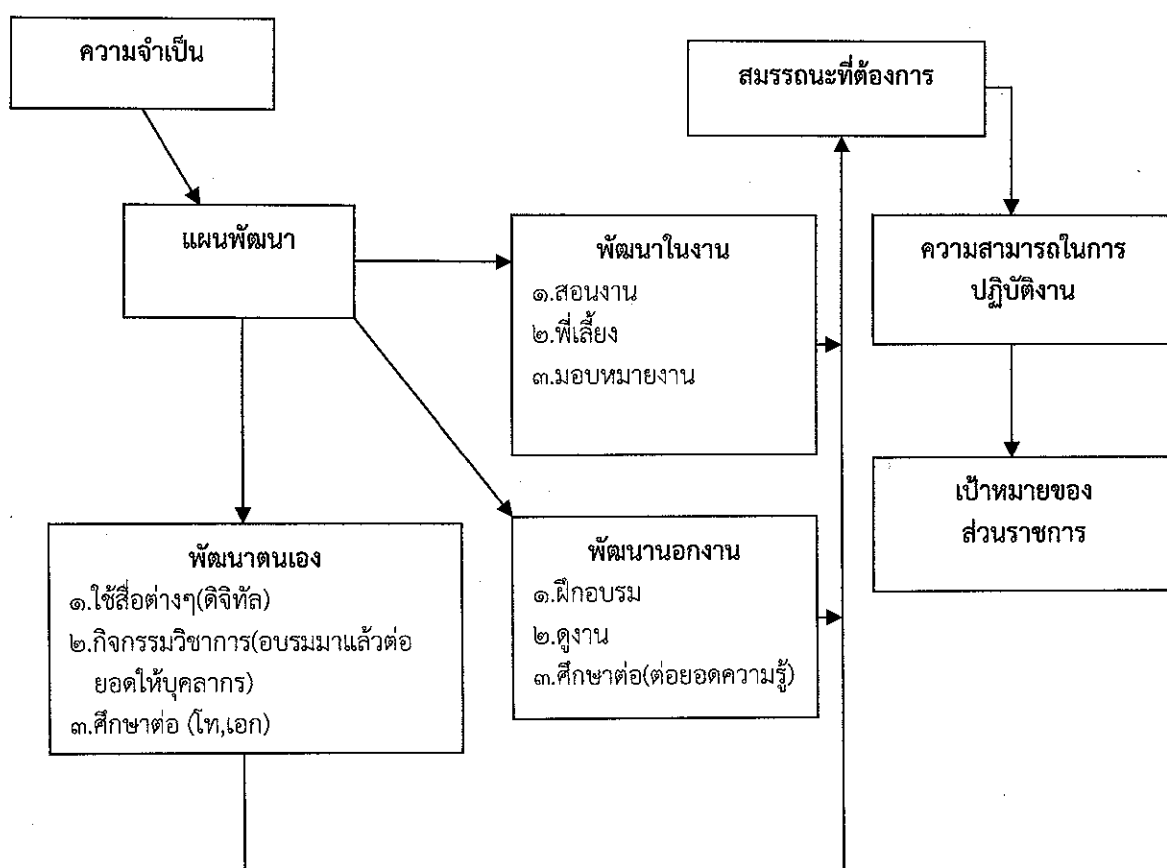 ความจำเป็น
สมรรถนะที่ต้องการ
แผนพัฒนา
พัฒนาในงาน
๑.สอนงาน
๒.พี่เลี้ยง
๓.มอบหมายงาน
ความสามารถในการ
ปฏิบัติงาน
เป้าหมายของ
ส่วนราชการ
พัฒนาตนเอง
๑.ใช้สื่อต่างๆ(ดิจิทัล)
๒.กิจกรรมวิชาการ(อบรมมาแล้วต่อ
ยอดให้บุคลากร)
๓.ศึกษาต่อ (โท,เอก)
พัฒนานอกงาน
๑.ฝึกอบรม
๒.ดูงาน
๓.ศึกษาต่อ(ต่อยอดความรู้)